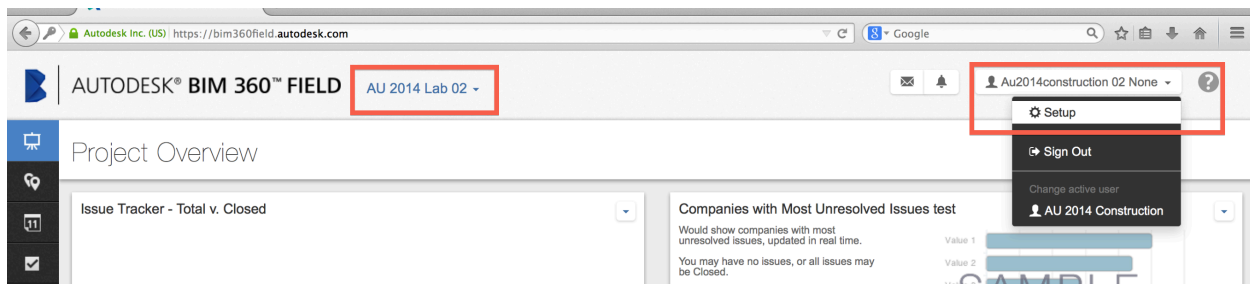 Autodesk Inc. (US) https://bim360field.autodesk.com
8 Google
AUTODESK® BIM 360™ FIELD
AU 2014 Lab 02
Au2014construction 02 None
?
Setup
Sign Out
Change active user
AU 2014 Construction
11
Project Overview
Issue Tracker - Total v. Closed
Companies with Most Unresolved Issues test
Would show companies with most
unresolved issues, updated in real time.
You may have no issues, or all issues may
be Closed.
Value 1
Value 2
SAMPLE